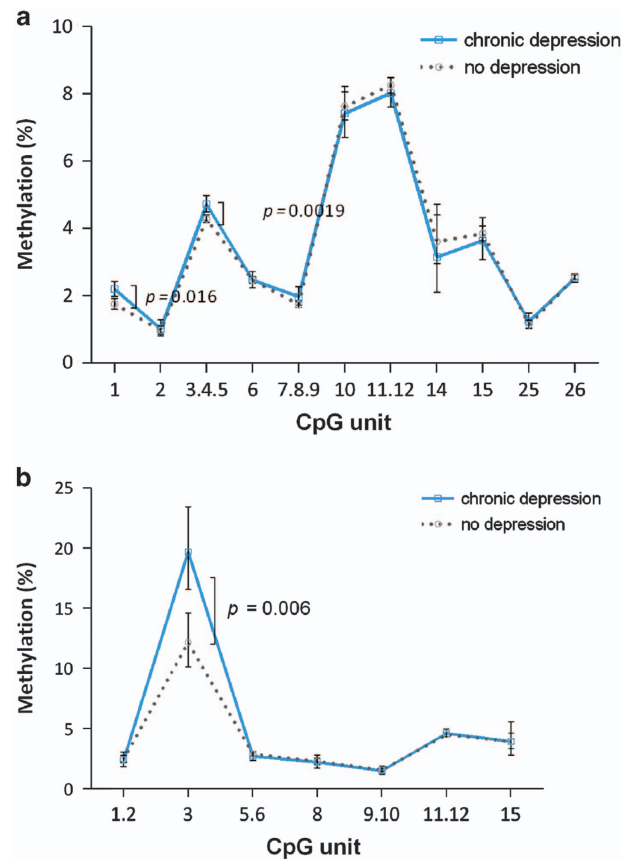 a
10
8
6
4
2
0
Methylation (%)
chronic depression
no depression
p=0.016
p=0.0019
1 2 3.4.5 6 7.8.9 10 11.12 14 15 25 26
CpG unit
b
25
20
15
10
5
0
Methylation (%)
chronic depression
no depression
p = 0.006
1.2 3 5.6 8 9.10 11.12 15
CpG unit